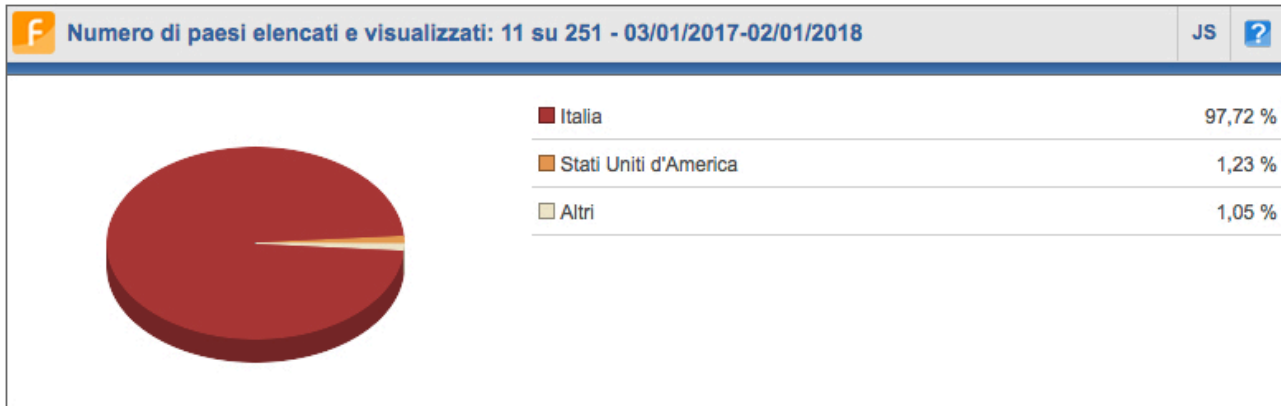 Numero di paesi elencati e visualizzati: 11 su 251 - 03/01/2017-02/01/2018 JS ?
Italia 97,72 %
Stati Uniti d'America 1,23 %
Altri 1,05 %